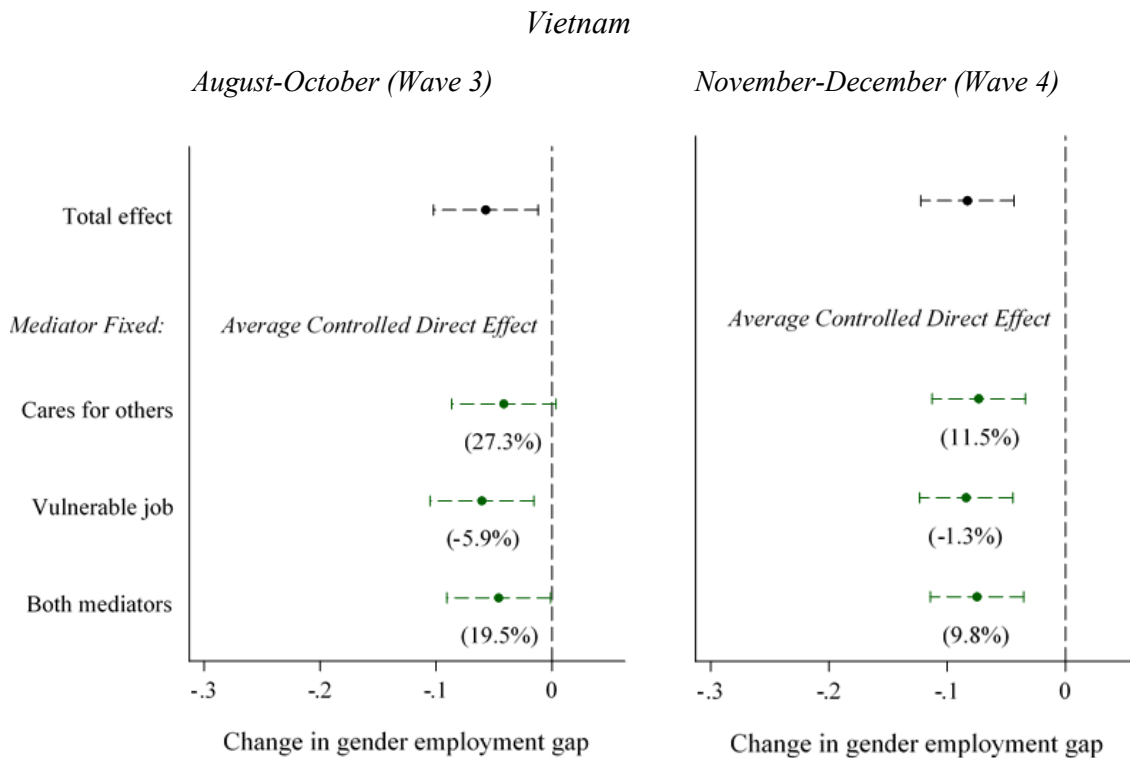 Vietnam
August-October (Wave 3)
November-December (Wave 4)
Total effect
Mediator Fixed:
Average Controlled Direct Effect
Average Controlled Direct Effect
Cares for others
(27.3%)
(11.5%)
Vulnerable job
(-5.9%)
(-1.3%)
Both mediators
(19.5%)
(9.8%)
-.3 -.2 -.1 0
-.3 -.2 -.1 0
Change in gender employment gap
Change in gender employment gap